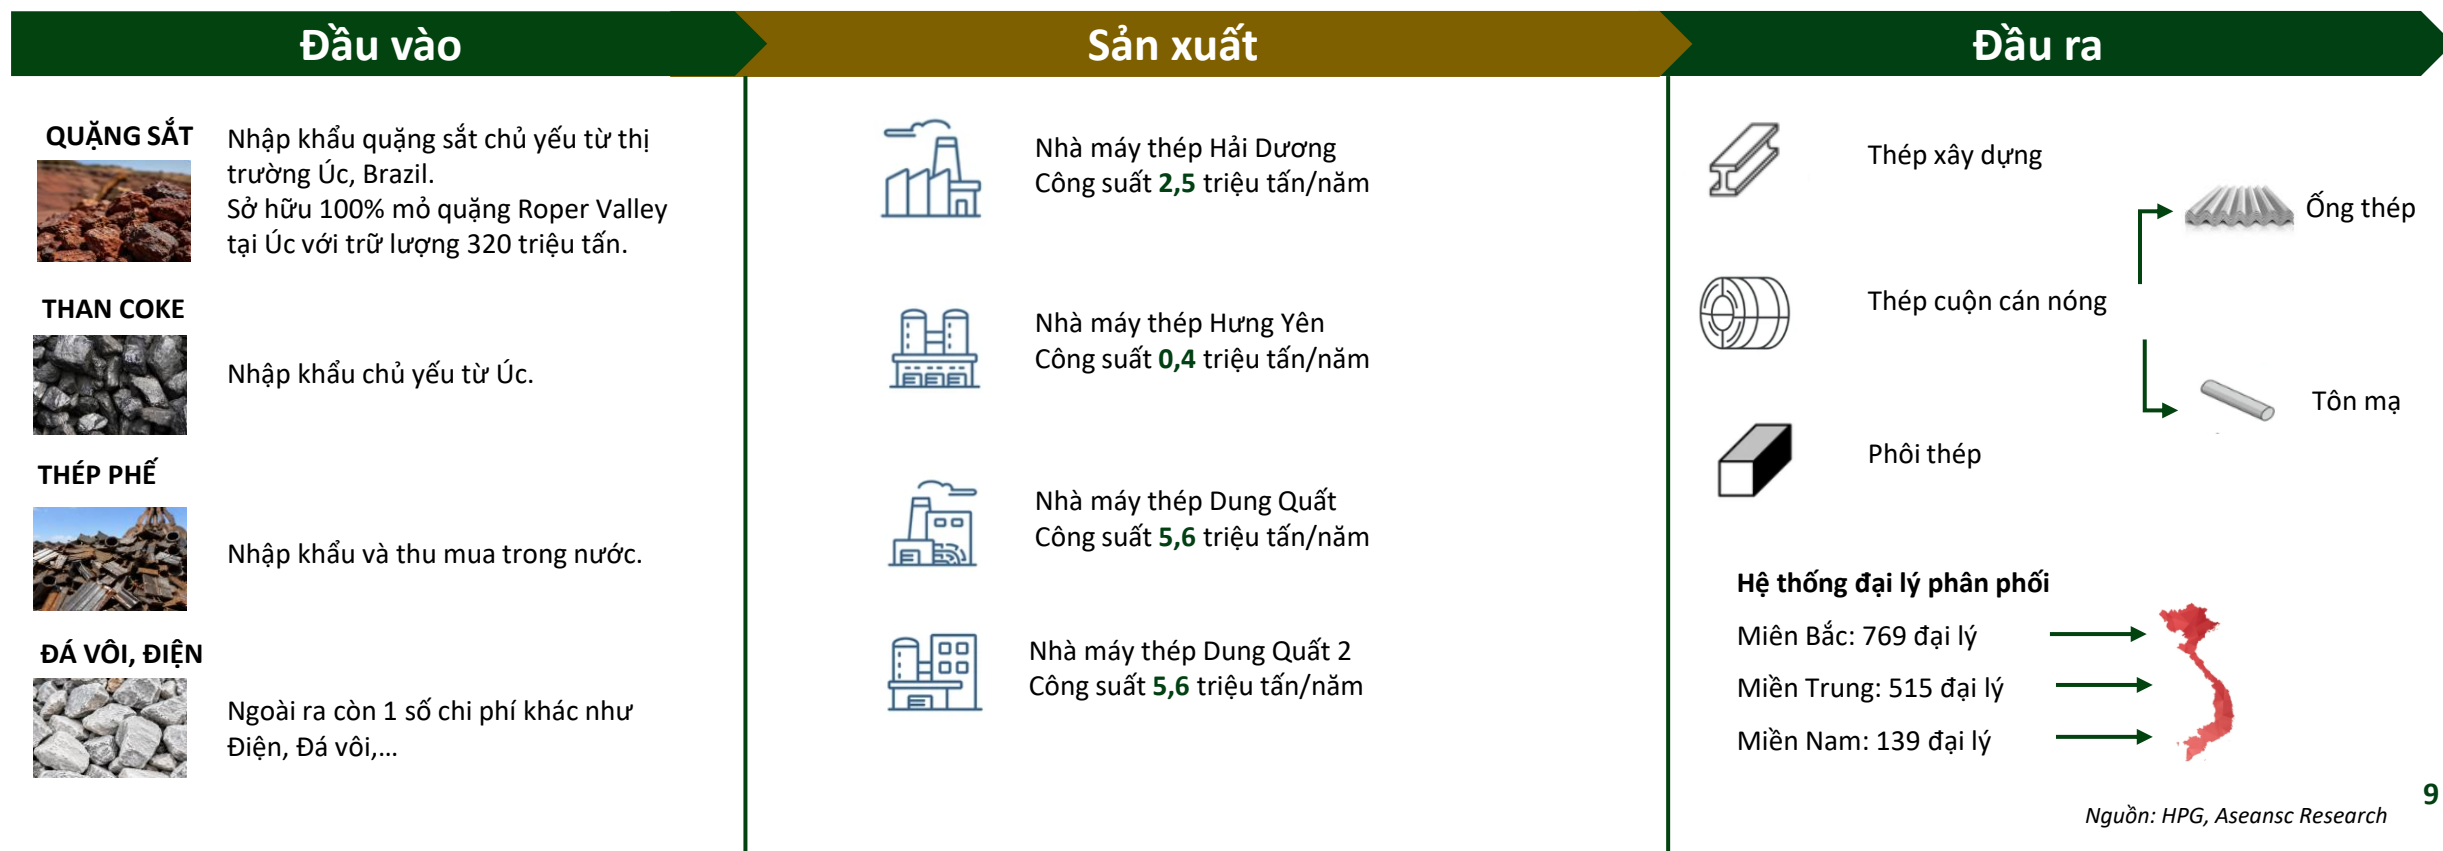 Đầu vào
Sản xuất
Đầu ra
QUẶNG SẮT
Nhập khẩu quặng sắt chủ yếu từ thị
trường Úc, Brazil.
Sở hữu 100% mỏ quặng Roper Valley
tại Úc với trữ lượng 320 triệu tấn.
THAN COKE
Nhập khẩu chủ yếu từ Úc.
THÉP PHẾ
Nhập khẩu và thu mua trong nước.
ĐÁ VÔI, ĐIỆN
Ngoài ra còn 1 số chi phí khác như
Điện, Đá vôi,...
Nhà máy thép Hải Dương
Công suất 2,5 triệu tấn/năm
Nhà máy thép Hưng Yên
Công suất 0,4 triệu tấn/năm
Nhà máy thép Dung Quất
Công suất 5,6 triệu tấn/năm
Nhà máy thép Dung Quất 2
Công suất 5,6 triệu tấn/năm
Thép xây dựng
Ống thép
Thép cuộn cán nóng
Tôn mạ
Phôi thép
Hệ thống đại lý phân phối
Miên Bắc: 769 đại lý
Miền Trung: 515 đại lý
Miền Nam: 139 đại lý
9
Nguồn: HPG, Aseansc Research